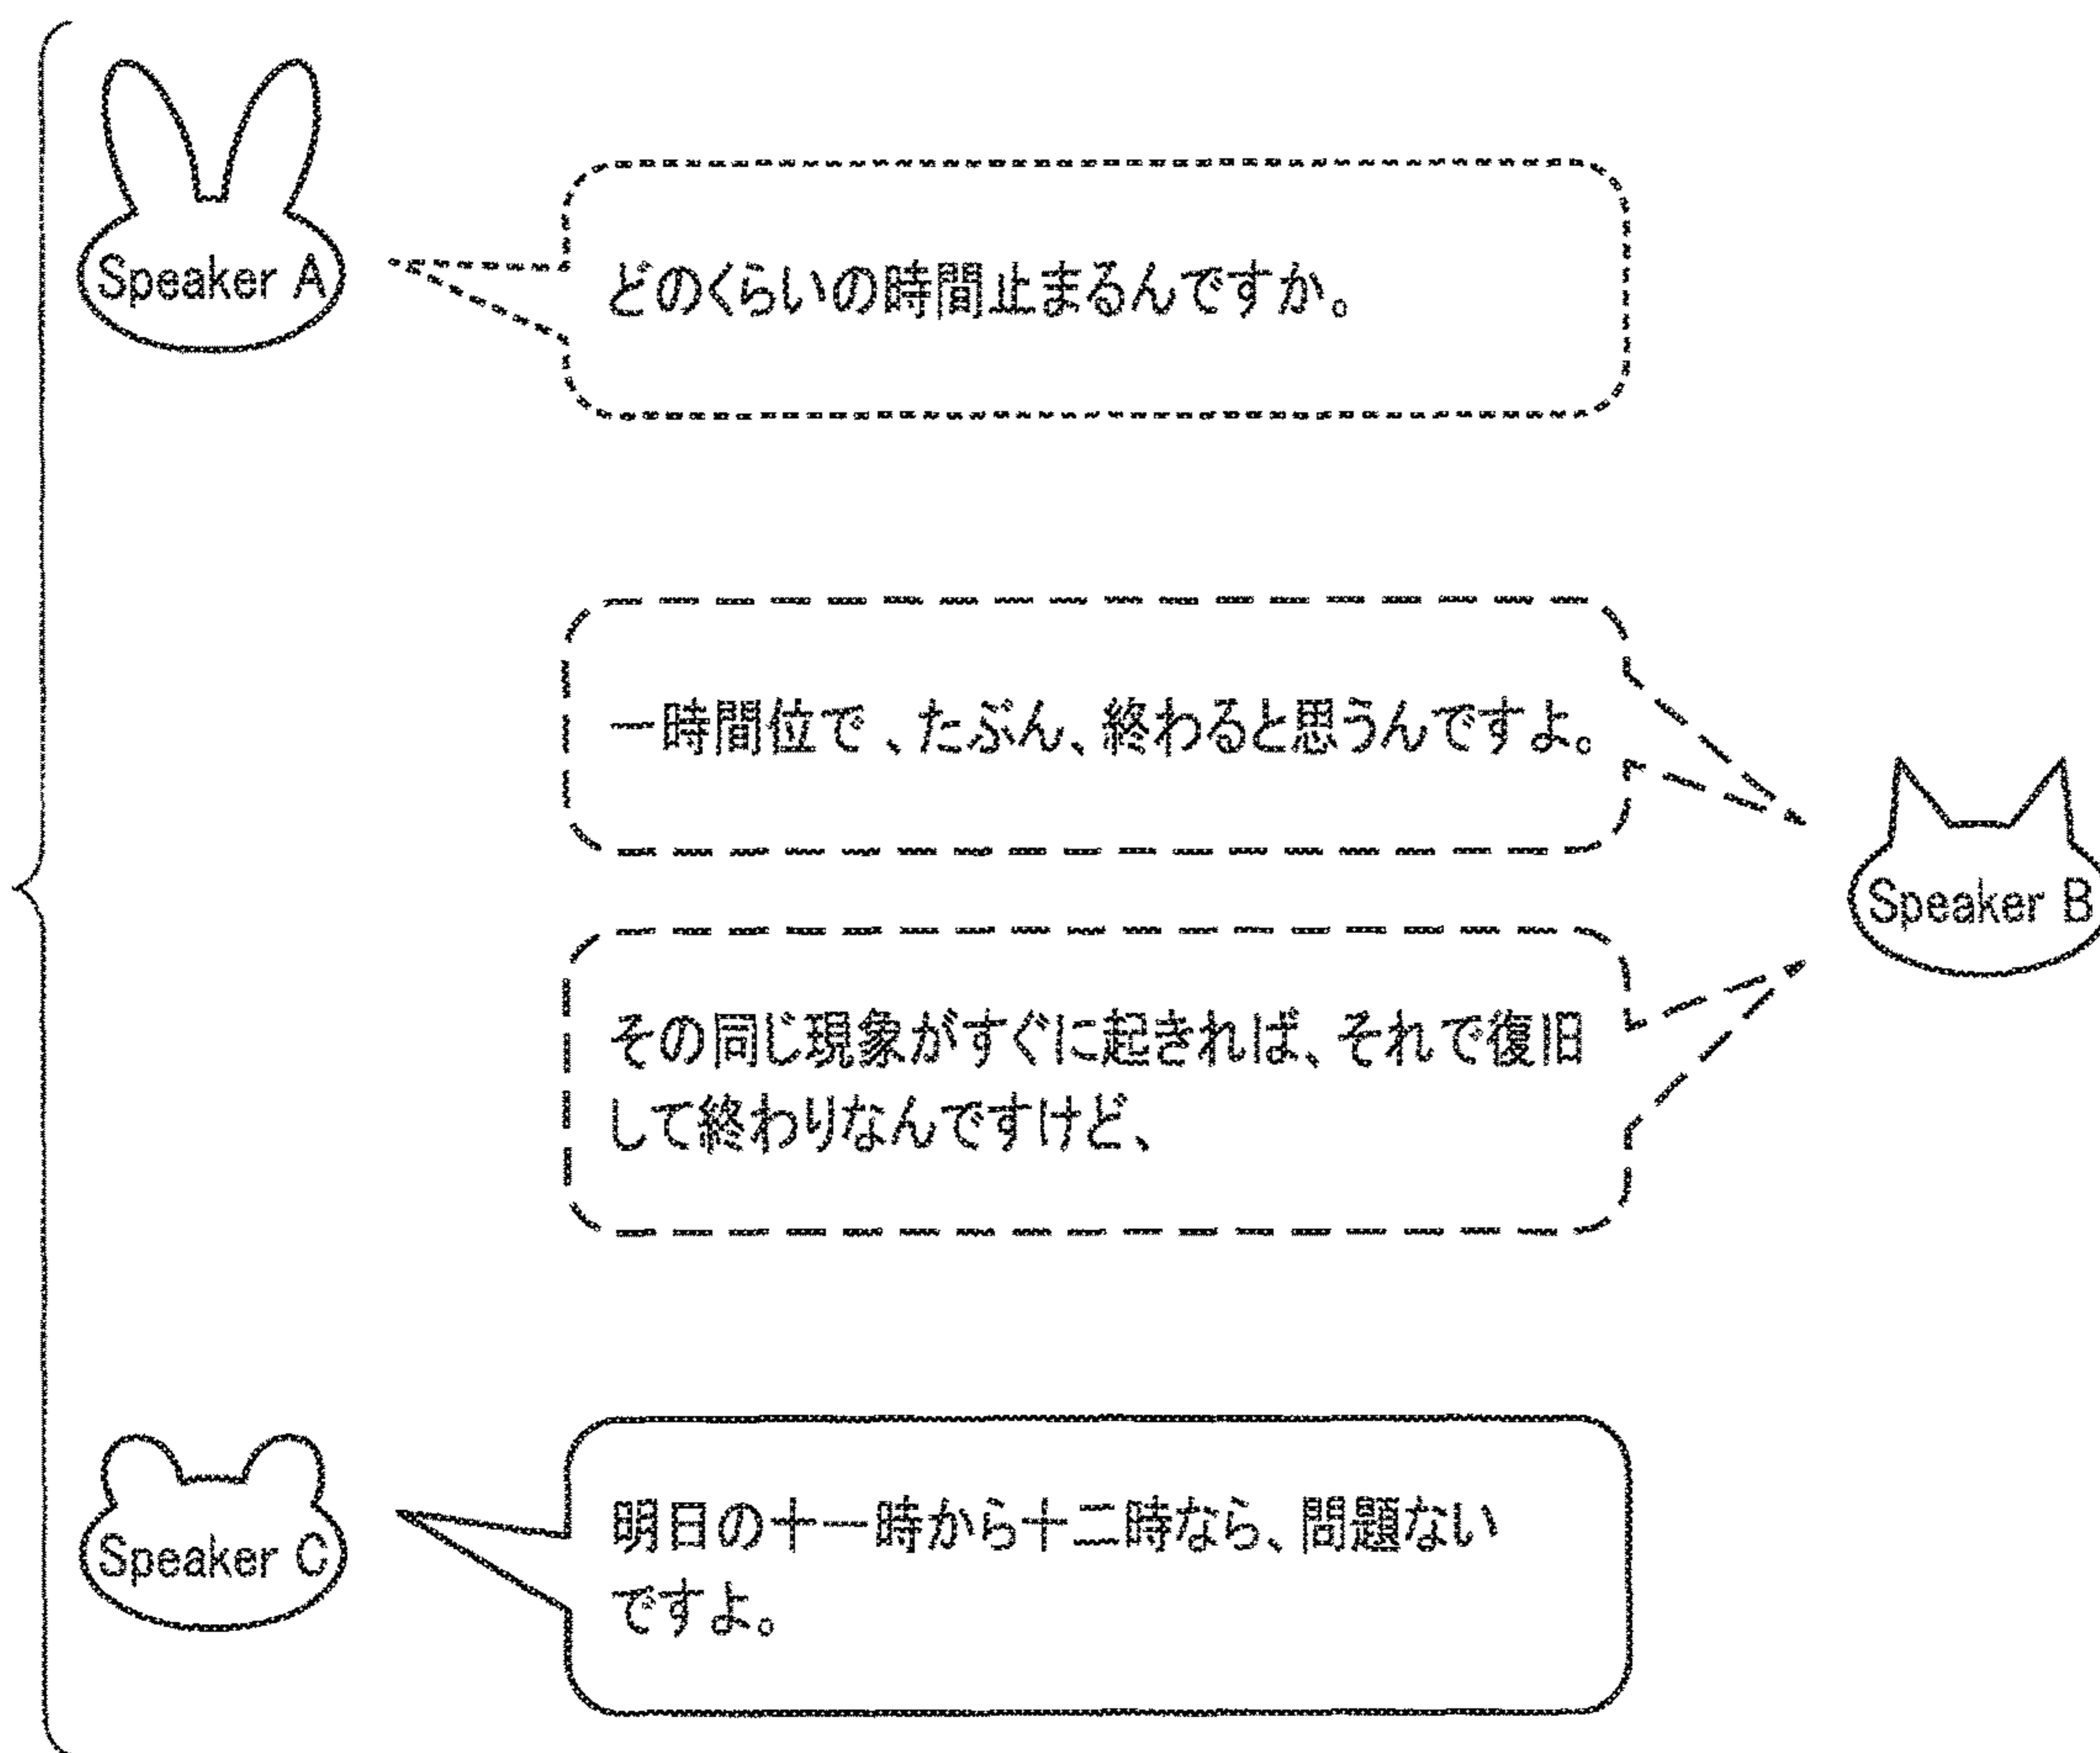 Speaker A
どのくらいの時間止まるんですか。
一時間位で、たぶん、終わると思うんですよ。
Speaker B
その同じ現象がすぐに起きれば、それで復旧
して終わりなんですけど、
Speaker C
明日の十一時から十二時なら、問題ない
ですよ。